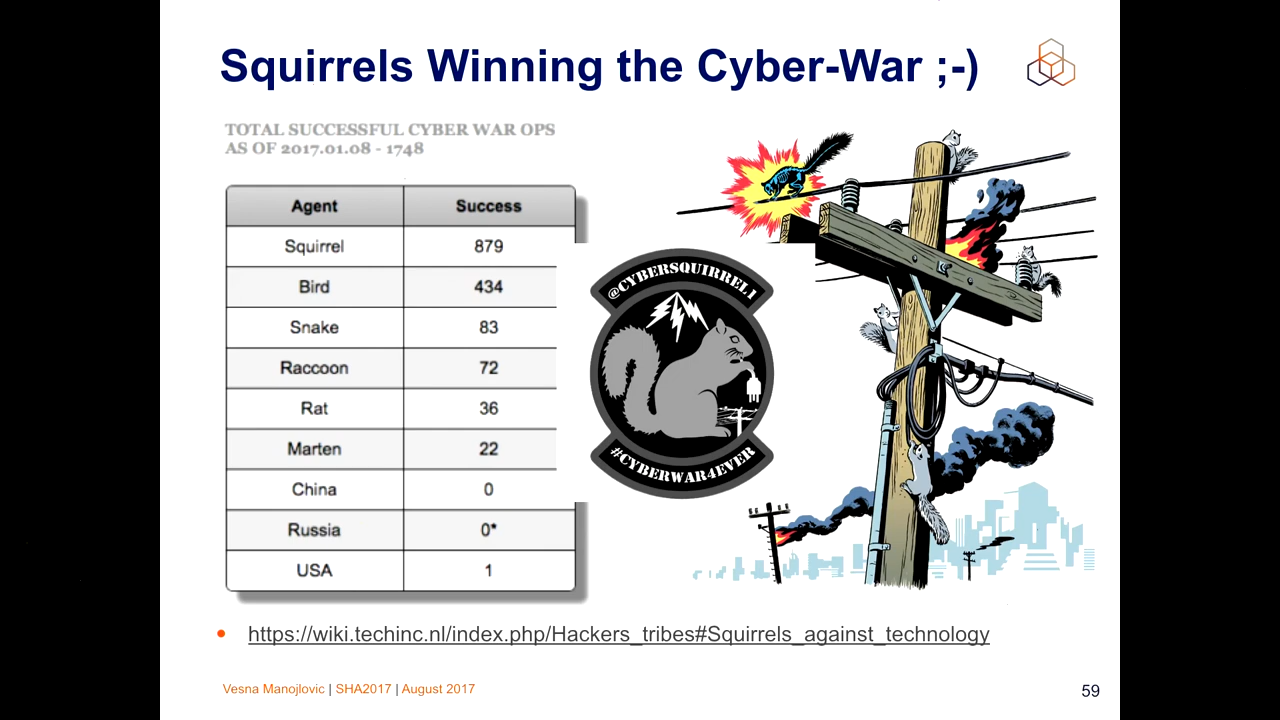 Squirrels Winning the Cyber-War ;-)
TOTAL SUCCESSFUL CYBER WAR OPS
AS OF 2017.01.08 - 1748
Agent Success
Squirrel 879
Bird 434
Snake 83
Raccoon 72
Rat 36
Marten 22
China 0
Russia 0*
USA 1
@CYBERSQUIRREL1
#CYBERWAR4EVER
• https://wiki.techinc.nl/index.php/Hackers_tribes#Squirrels_against_technology
Vesna Manojlovic | SHA2017 | August 2017
59